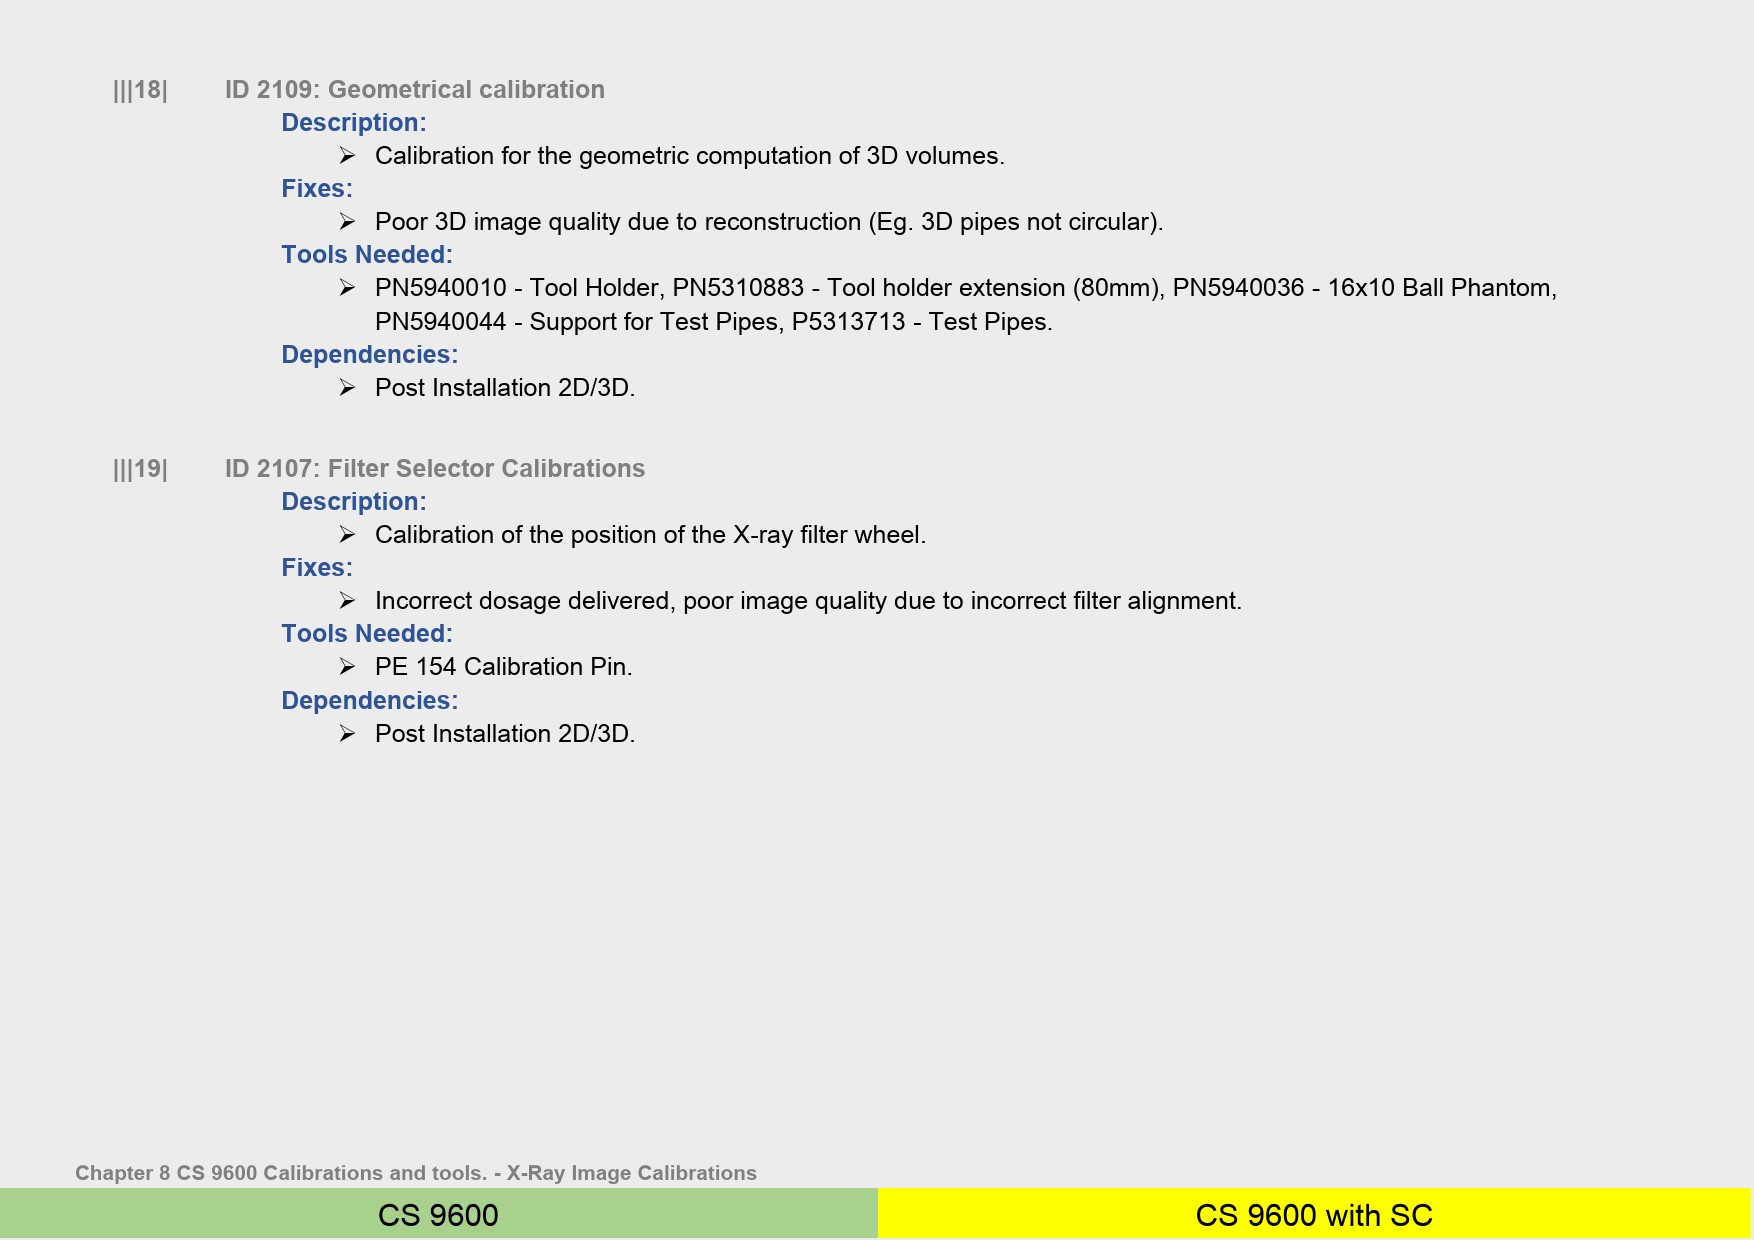 |||18| ID 2109: Geometrical calibration
Description:
➢ Calibration for the geometric computation of 3D volumes.
Fixes:
➢ Poor 3D image quality due to reconstruction (Eg. 3D pipes not circular).
Tools Needed:
➢ PN5940010 - Tool Holder, PN5310883 - Tool holder extension (80mm), PN5940036 - 16x10 Ball Phantom,
PN5940044 - Support for Test Pipes, P5313713 - Test Pipes.
Dependencies:
➢ Post Installation 2D/3D.
|||19| ID 2107: Filter Selector Calibrations
Description:
➢ Calibration of the position of the X-ray filter wheel.
Fixes:
➢ Incorrect dosage delivered, poor image quality due to incorrect filter alignment.
Tools Needed:
➢ PE 154 Calibration Pin.
Dependencies:
➢ Post Installation 2D/3D.
Chapter 8 CS 9600 Calibrations and tools. - X-Ray Image Calibrations
CS 9600
CS 9600 with SC